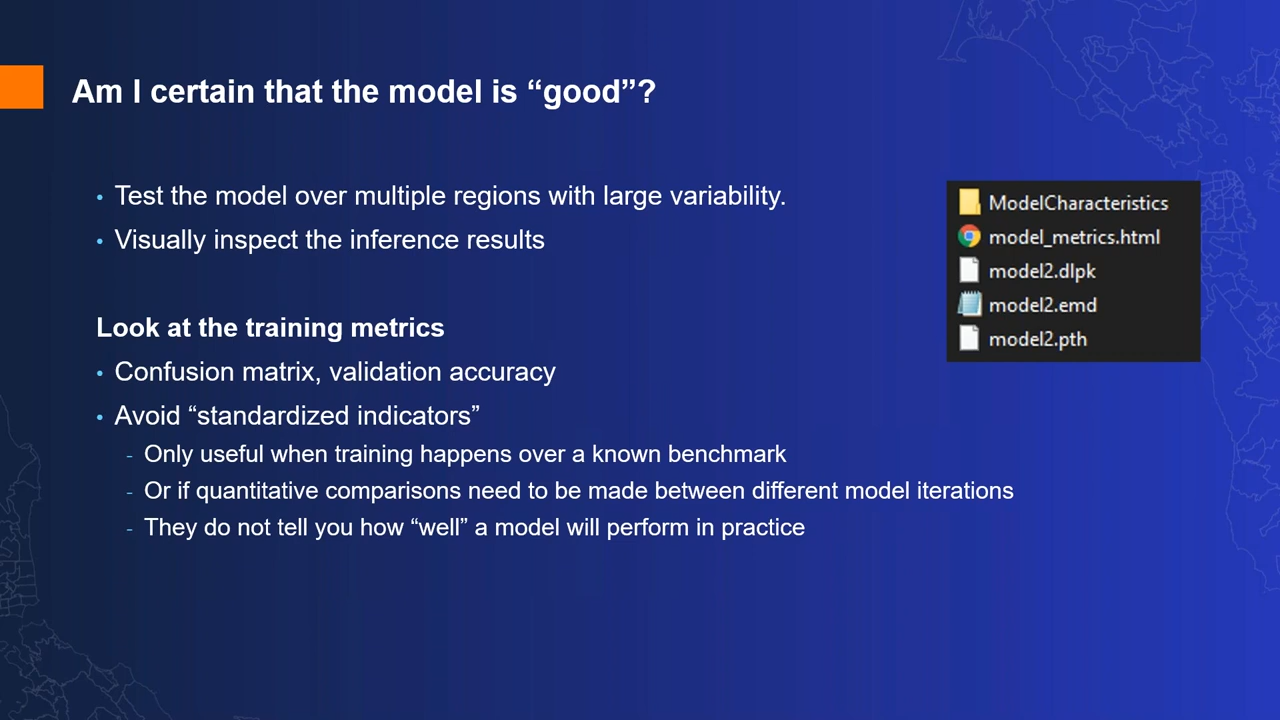 Am I certain that the model is “good”?
• Test the model over multiple regions with large variability.
• Visually inspect the inference results
Look at the training metrics
• Confusion matrix, validation accuracy
• Avoid “standardized indicators”
- Only useful when training happens over a known benchmark
- Or if quantitative comparisons need to be made between different model iterations
- They do not tell you how “well” a model will perform in practice
ModelCharacteristics
model_metrics.html
model2.dlpk
model2.emd
model2.pth